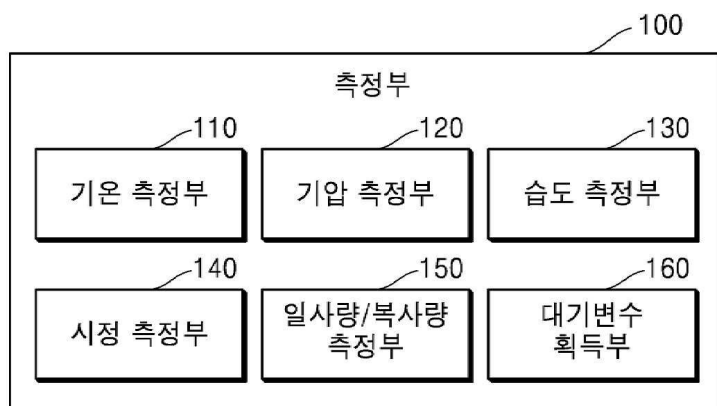 100
측정부
110
120
130
기온 측정부
기압 측정부
습도 측정부
140
150
160
시정 측정부
일사량/복사량
측정부
대기변수
획득부